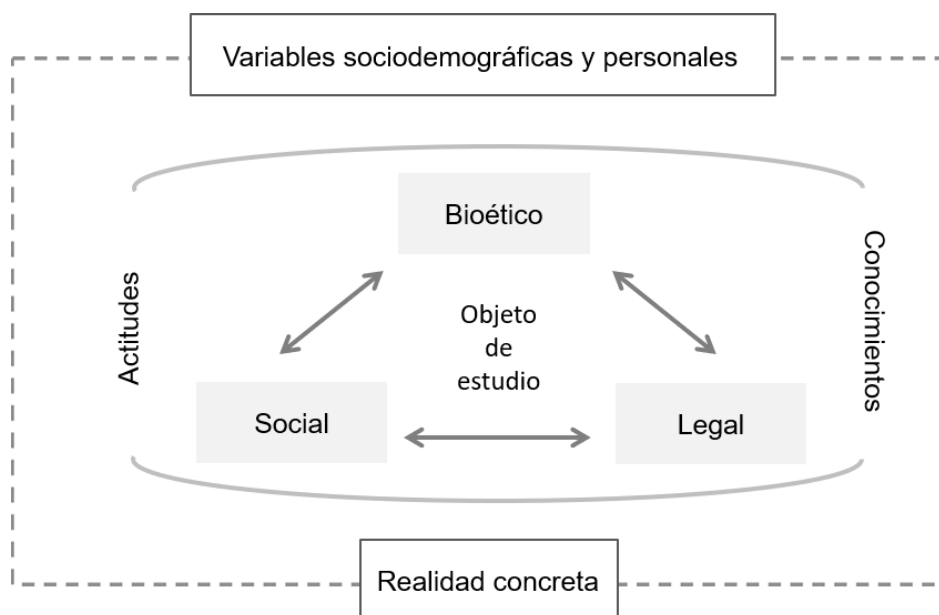 Variables sociodemográficas y personales
Bioético
Actitudes
Conocimientos
Objeto
de
estudio
Social
Legal
Realidad concreta